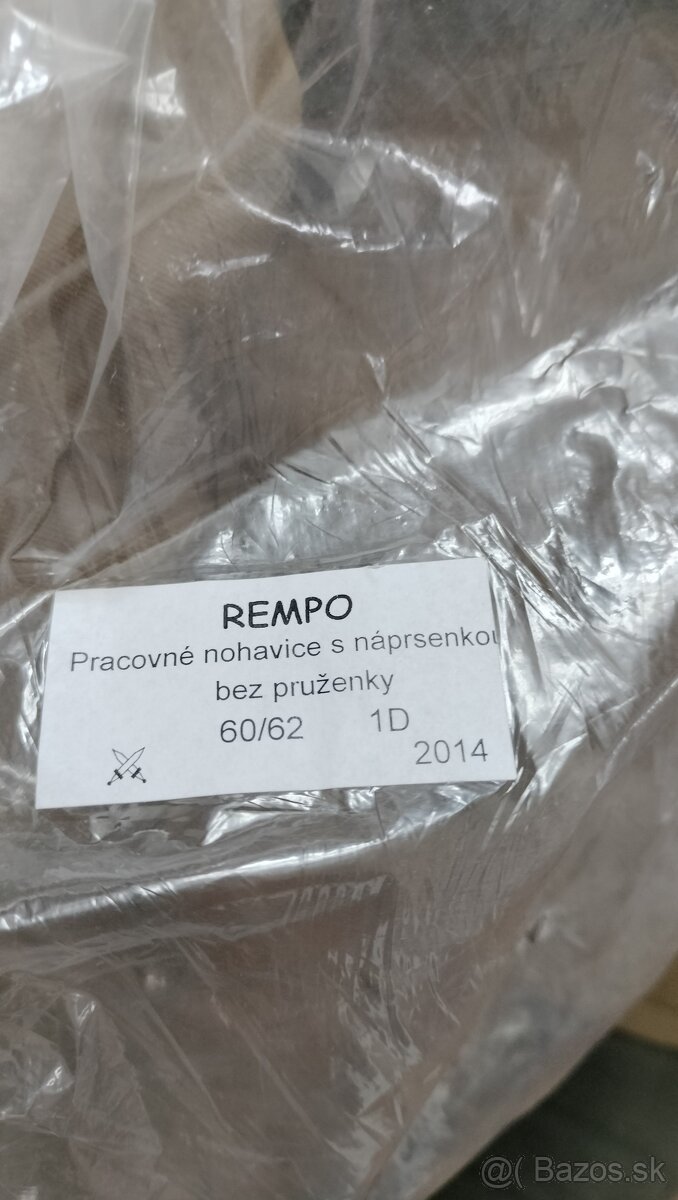 REMPO
Pracovné nohavice s náprsenkou
bez pruženky
60/62 1D
2014
@( Bazos.sk